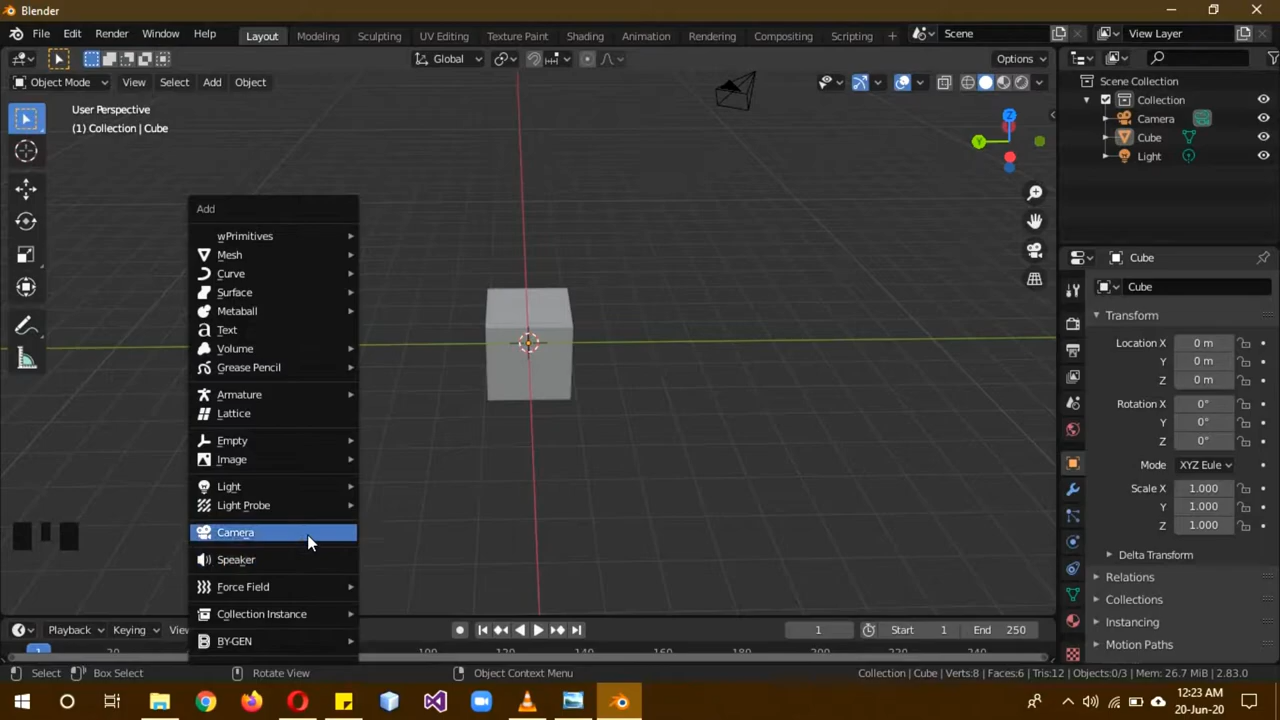 Blender
File Edit Render Window Help Layout Modeling Sculpting UV Editing Texture Paint Shading Animation Rendering Compositing Scripting + Scene View Layer
Global Options
Object Mode View Select Add Object
User Perspective
(1) Collection | Cube
Z
Y
Scene Collection
Collection
Camera
Cube
Light
Add
wPrimitives
Mesh
Curve
Surface
Metaball
Text
Volume
Grease Pencil
Armature
Lattice
Empty
Image
Light
Light Probe
Camera
Speaker
Force Field
Collection Instance
BY-GEN
Cube
Cube
Transform
Location X 0 m
Y 0 m
Z 0 m
Rotation X 0°
Y 0°
Z 0°
Mode XYZ Eule
Scale X 1.000
Y 1.000
Z 1.000
Delta Transform
Relations
Collections
Instancing
Motion Paths
Playback Keying 1 Start 1 End 250
1 100 120 140 160 180 200 220 240
Select Box Select Rotate View Object Context Menu Collection | Cube | Verts:8 | Faces:6 | Tris:12 | Objects:0/3 | Mem: 26.7 MiB | 2.83.0
12:23 AM
20-Jun-20